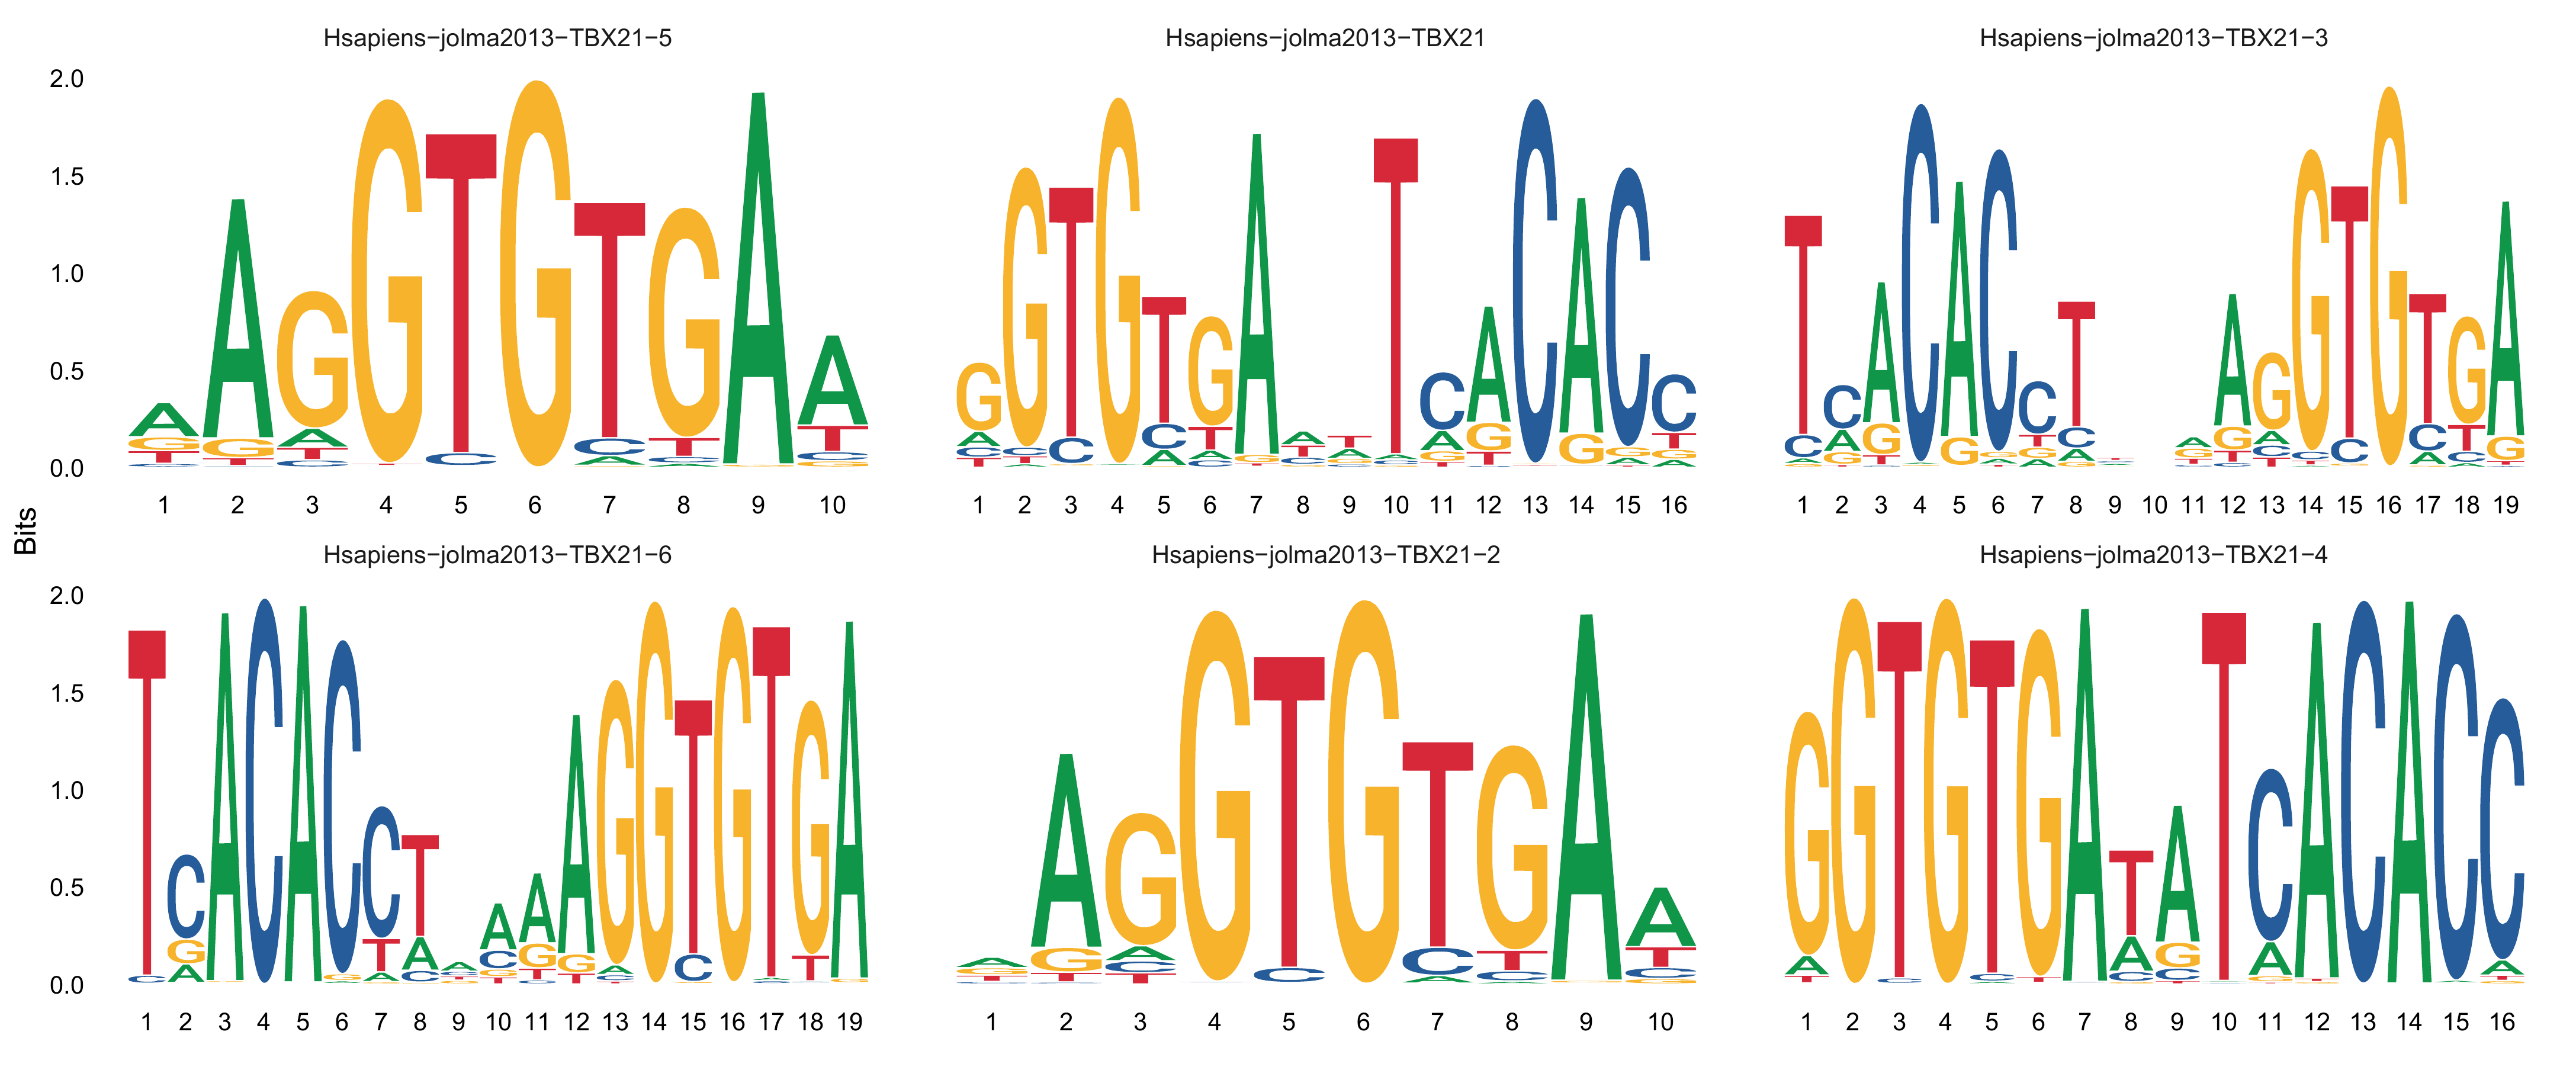 Hsapiens−jolma2013−TBX21−5
Hsapiens−jolma2013−TBX21
Hsapiens−jolma2013−TBX21−3
2.0
1.5
1.0
0.5
0.0
1 2 3 4 5 6 7 8 9 10
1 2 3 4 5 6 7 8 9 10 11 12 13 14 15 16
1 2 3 4 5 6 7 8 9 10 11 12 13 14 15 16 17 18 19
Bits
Hsapiens−jolma2013−TBX21−6
Hsapiens−jolma2013−TBX21−2
Hsapiens−jolma2013−TBX21−4
2.0
1.5
1.0
0.5
0.0
1 2 3 4 5 6 7 8 9 10 11 12 13 14 15 16 17 18 19
1 2 3 4 5 6 7 8 9 10
1 2 3 4 5 6 7 8 9 10 11 12 13 14 15 16